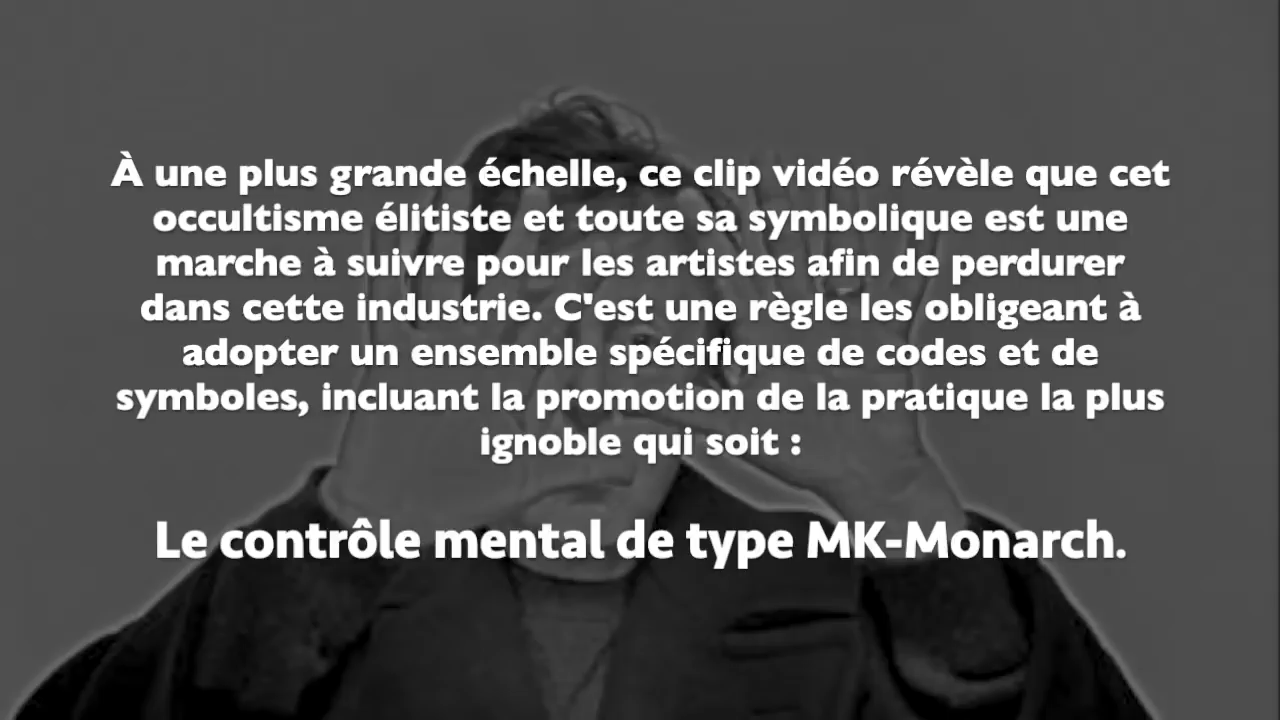 À une plus grande échelle, ce clip vidéo révèle que cet
occultisme élitiste et toute sa symbolique est une
marche à suivre pour les artistes afin de perdurer
dans cette industrie. C'est une règle les obligeant à
adopter un ensemble spécifique de codes et de
symboles, incluant la promotion de la pratique la plus
ignoble qui soit :
Le contrôle mental de type MK-Monarch.